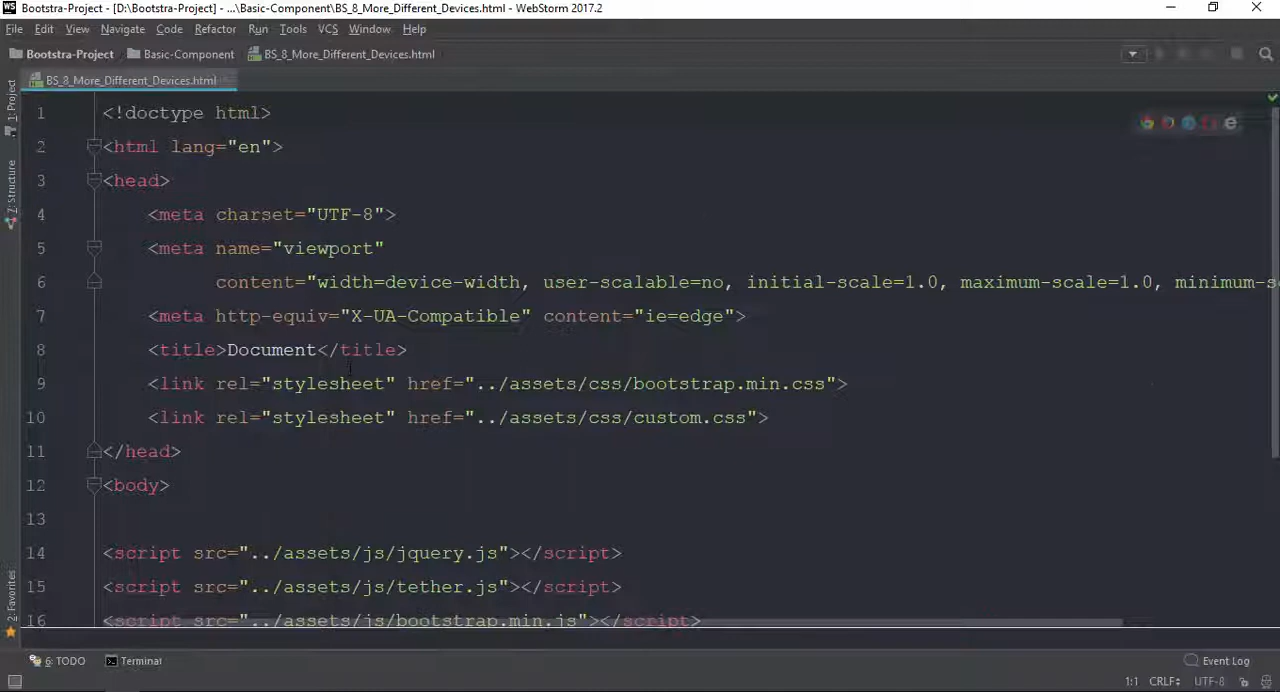 Bootstra-Project - [D:\Bootstra-Project] - ...\Basic-Component\BS_8_More_Different_Devices.html - WebStorm 2017.2
File Edit View Navigate Code Refactor Run Tools VCS Window Help
Bootstra-Project Basic-Component BS_8_More_Different_Devices.html
BS_8_More_Different_Devices.html
1: Project
Z: Structure
2: Favorites
1 <!doctype html>
2 <html lang="en">
3 <head>
4 <meta charset="UTF-8">
5 <meta name="viewport"
6 content="width=device-width, user-scalable=no, initial-scale=1.0, maximum-scale=1.0, minimum-s
7 <meta http-equiv="X-UA-Compatible" content="ie=edge">
8 <title>Document</title>
9 <link rel="stylesheet" href="../assets/css/bootstrap.min.css">
10 <link rel="stylesheet" href="../assets/css/custom.css">
11 </head>
12 <body>
13
14 <script src="../assets/js/jquery.js"></script>
15 <script src="../assets/js/tether.js"></script>
16 <script src="../assets/js/bootstrap.min.js"></script>
6: TODO Terminal Event Log
1:1 CRLF UTF-8